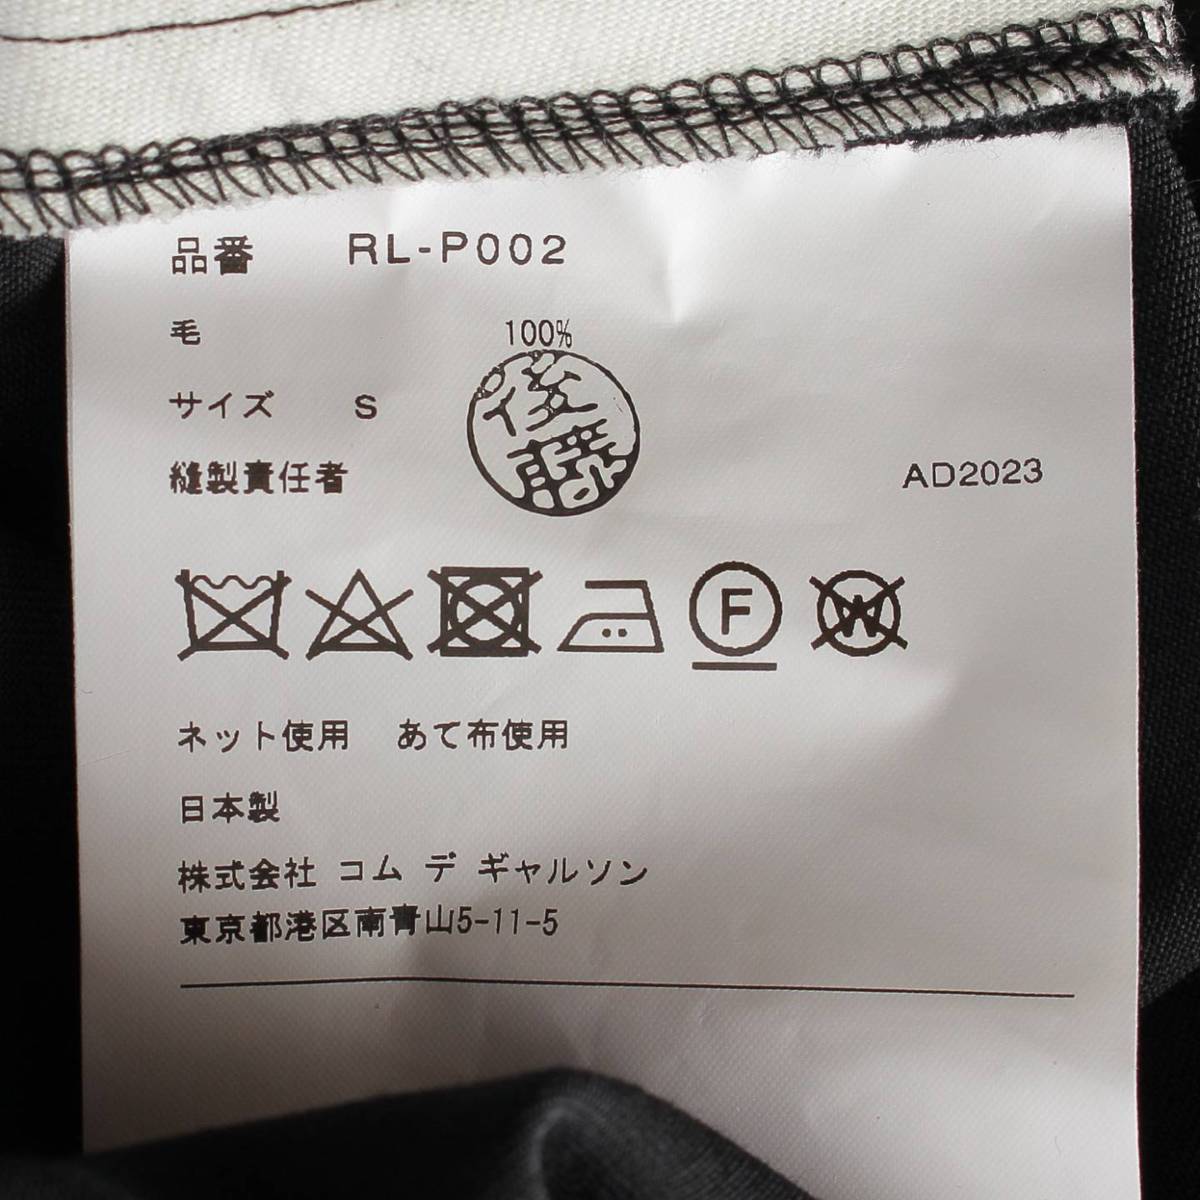 品番 RL-P002
毛 100%
サイズ S
後藤
縫製責任者 AD2023
F W
ネット使用 あて布使用
日本製
株式会社 コム デ ギャルソン
東京都港区南青山5-11-5